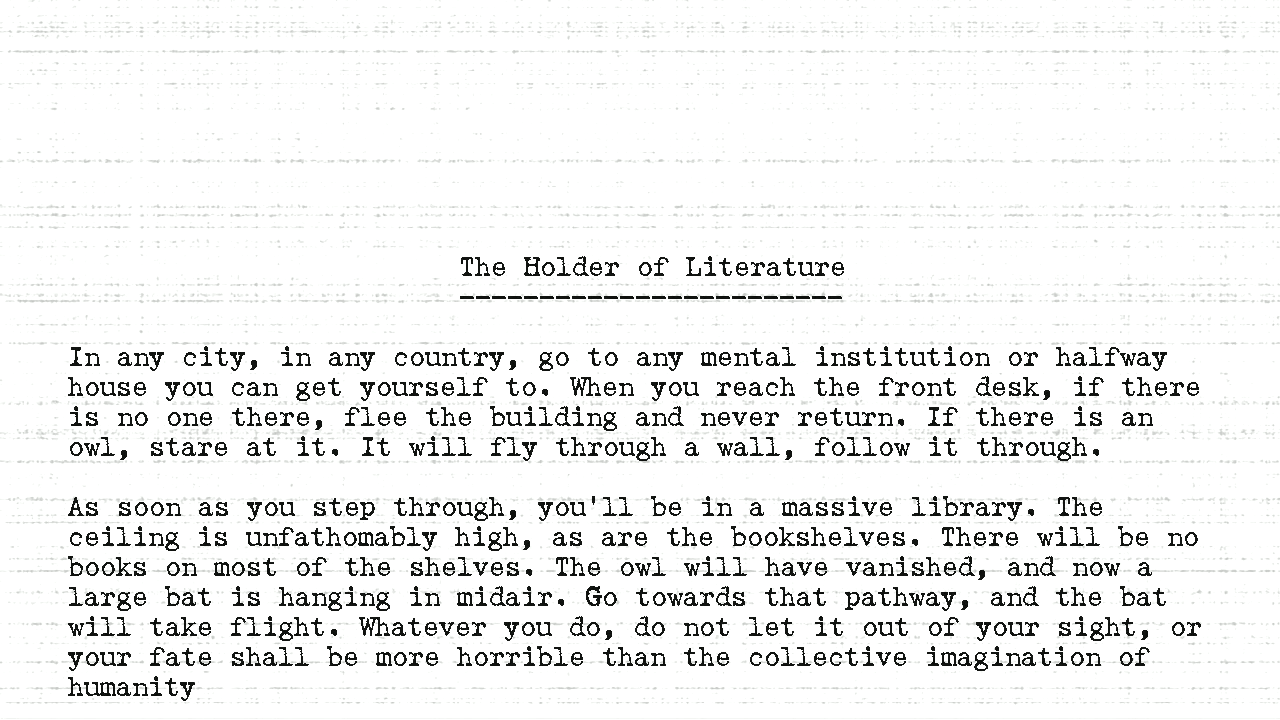 The Holder of Literature
------------------------
In any city, in any country, go to any mental institution or halfway
house you can get yourself to. When you reach the front desk, if there
is no one there, flee the building and never return. If there is an
owl, stare at it. It will fly through a wall, follow it through.
As soon as you step through, you'll be in a massive library. The
ceiling is unfathomably high, as are the bookshelves. There will be no
books on most of the shelves. The owl will have vanished, and now a
large bat is hanging in midair. Go towards that pathway, and the bat
will take flight. Whatever you do, do not let it out of your sight, or
your fate shall be more horrible than the collective imagination of
humanity